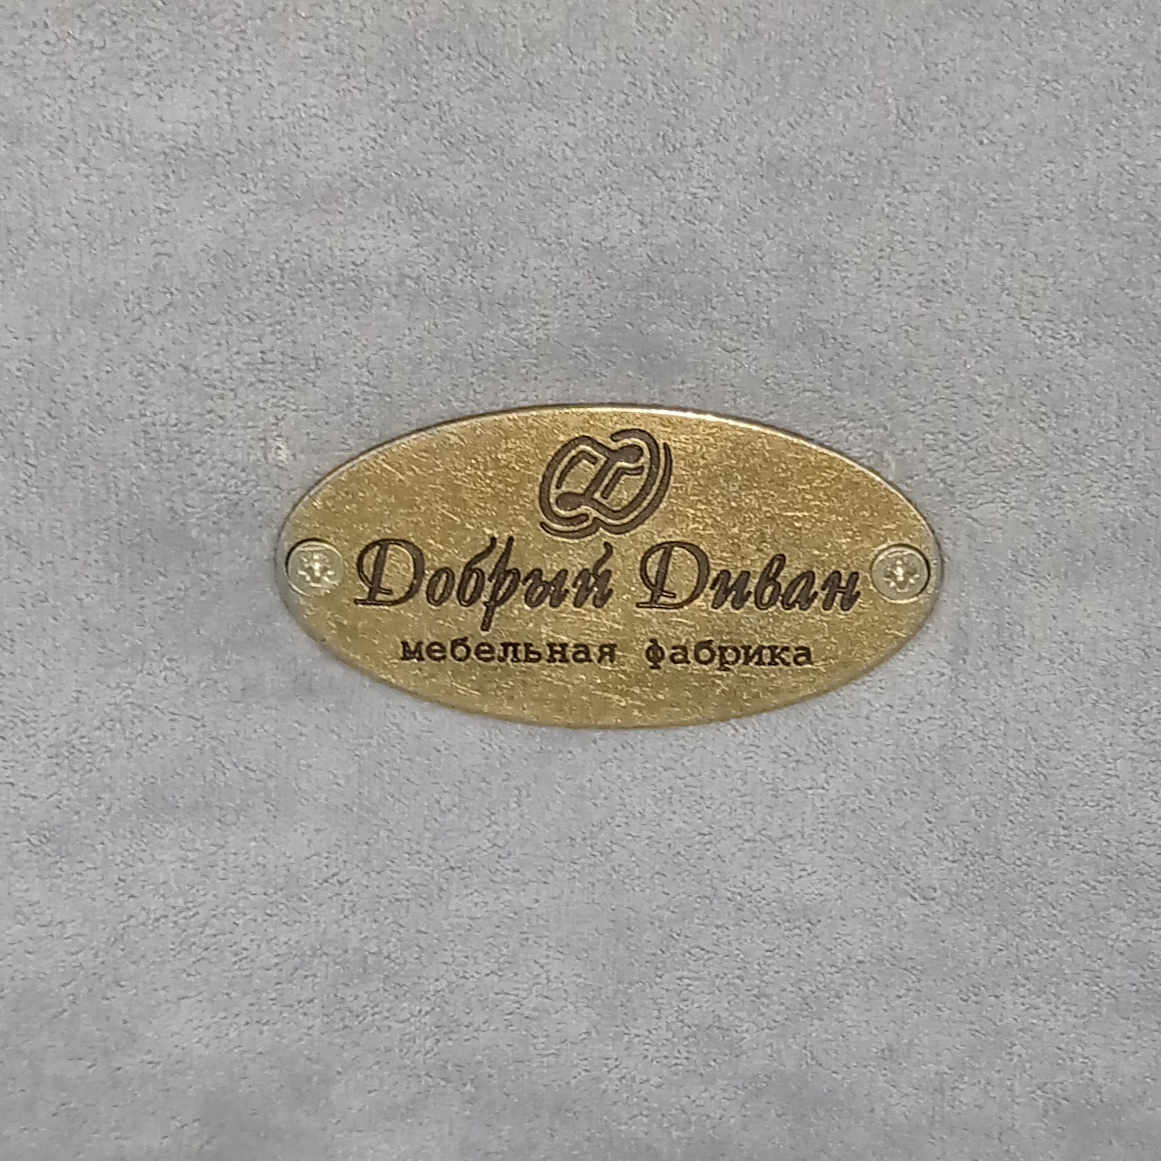 Добрый Диван
мебельная фабрика